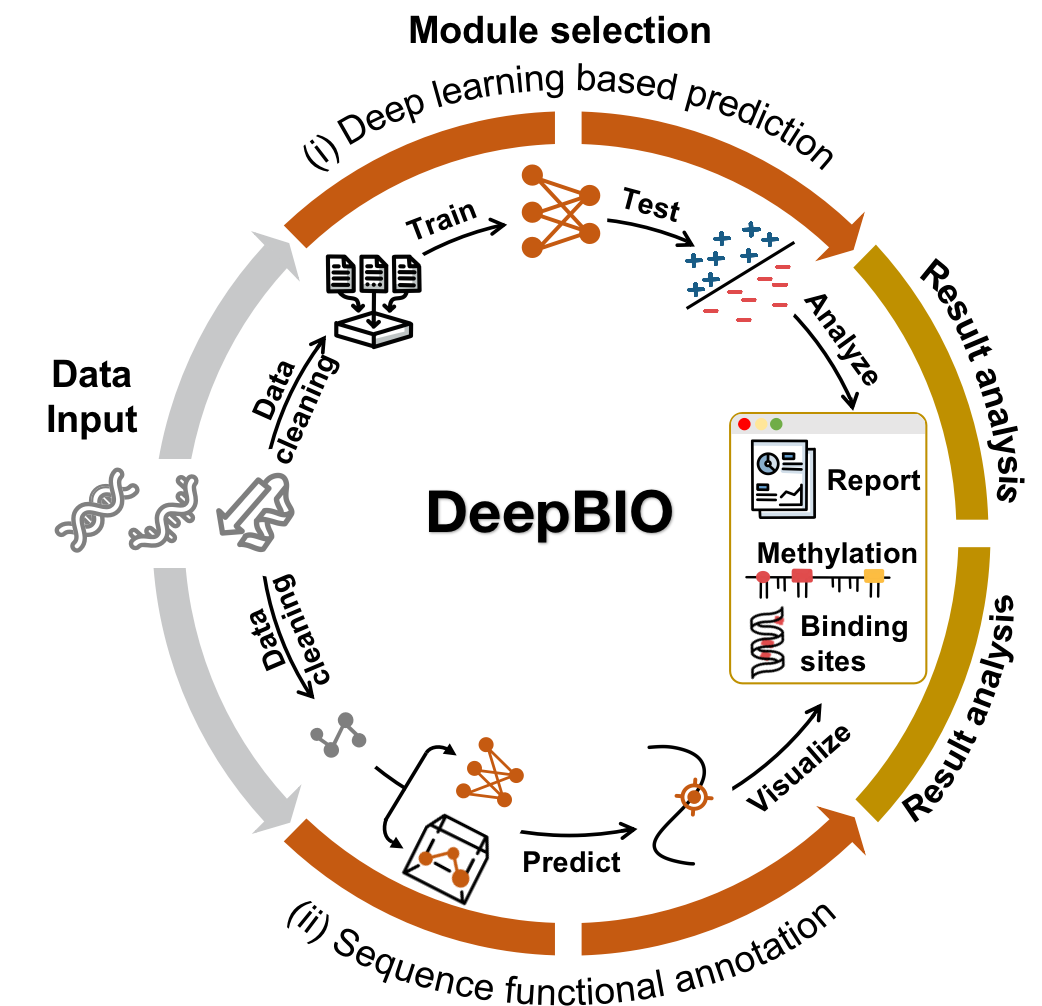 Module selection
(i) Deep learning based prediction
Train
Test
Data
cleaning
Analyze
Result analysis
Data
Input
DeepBIO
Report
Methylation
Binding
sites
Data
cleaning
Predict
Visualize
Result analysis
(ii) Sequence functional annotation